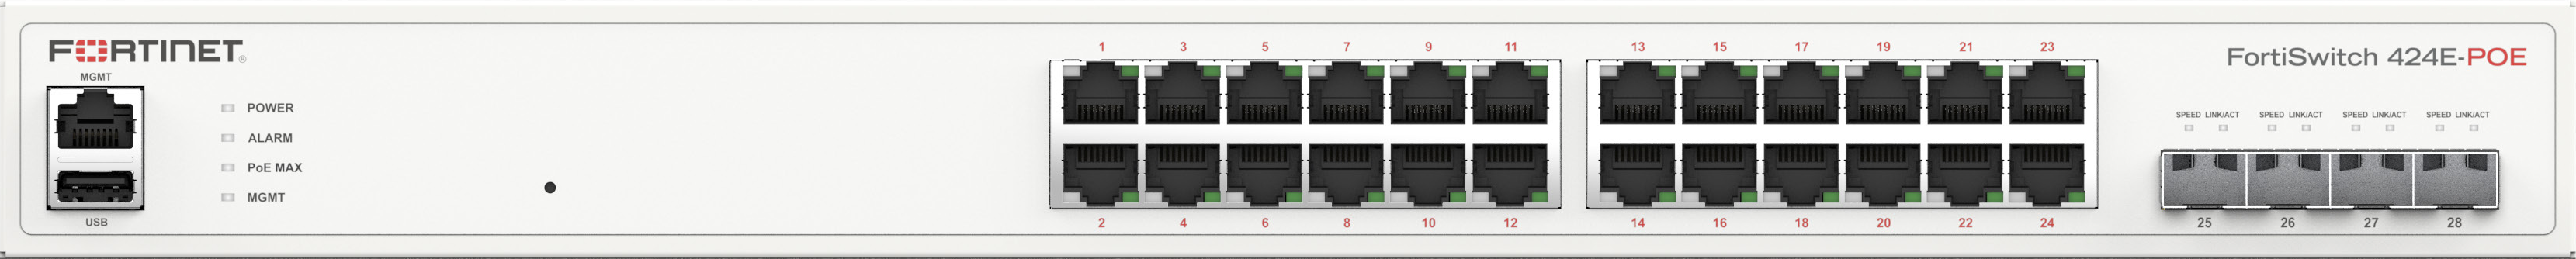 FORTINET®
MGMT
USB
POWER
ALARM
PoE MAX
MGMT
1 3 5 7 9 11
2 4 6 8 10 12
13 15 17 19 21 23
14 16 18 20 22 24
FortiSwitch 424E-POE
SPEED LINK/ACT SPEED LINK/ACT SPEED LINK/ACT SPEED LINK/ACT
25 26 27 28